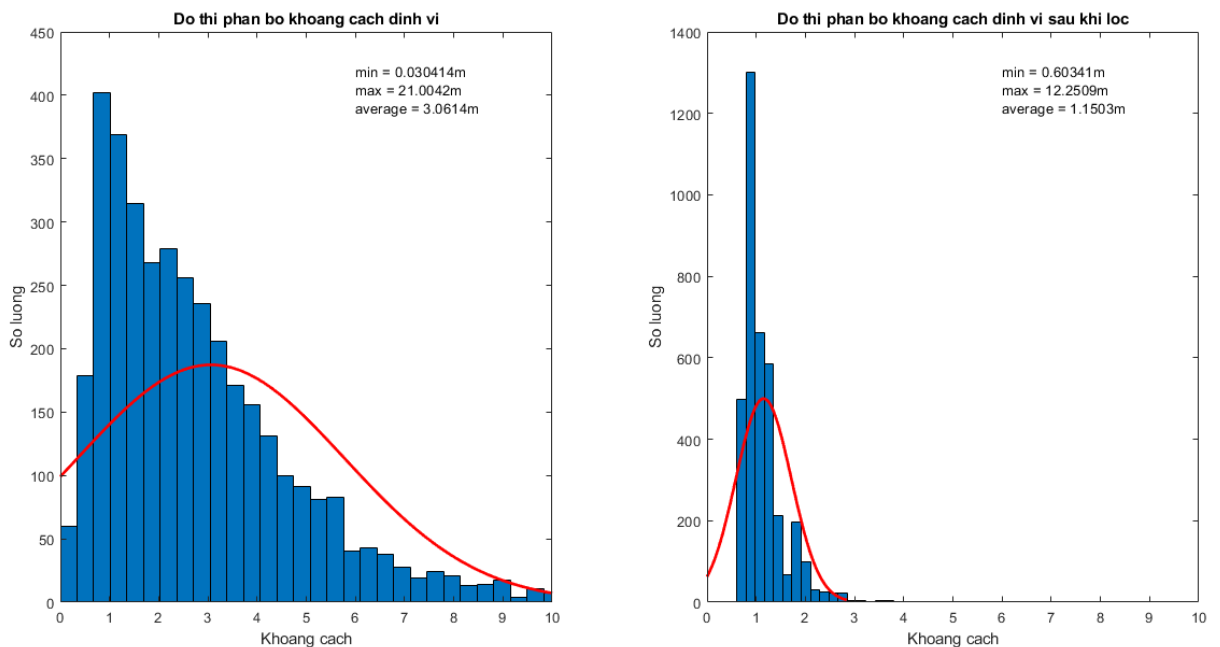 Do thi phan bo khoang cach dinh vi
450
400
350
300
250
200
150
100
50
0
So luong
min = 0.030414m
max = 21.0042m
average = 3.0614m
0 1 2 3 4 5 6 7 8 9 10
Khoang cach
Do thi phan bo khoang cach dinh vi sau khi loc
1400
1200
1000
800
600
400
200
0
So luong
min = 0.60341m
max = 12.2509m
average = 1.1503m
0 1 2 3 4 5 6 7 8 9 10
Khoang cach